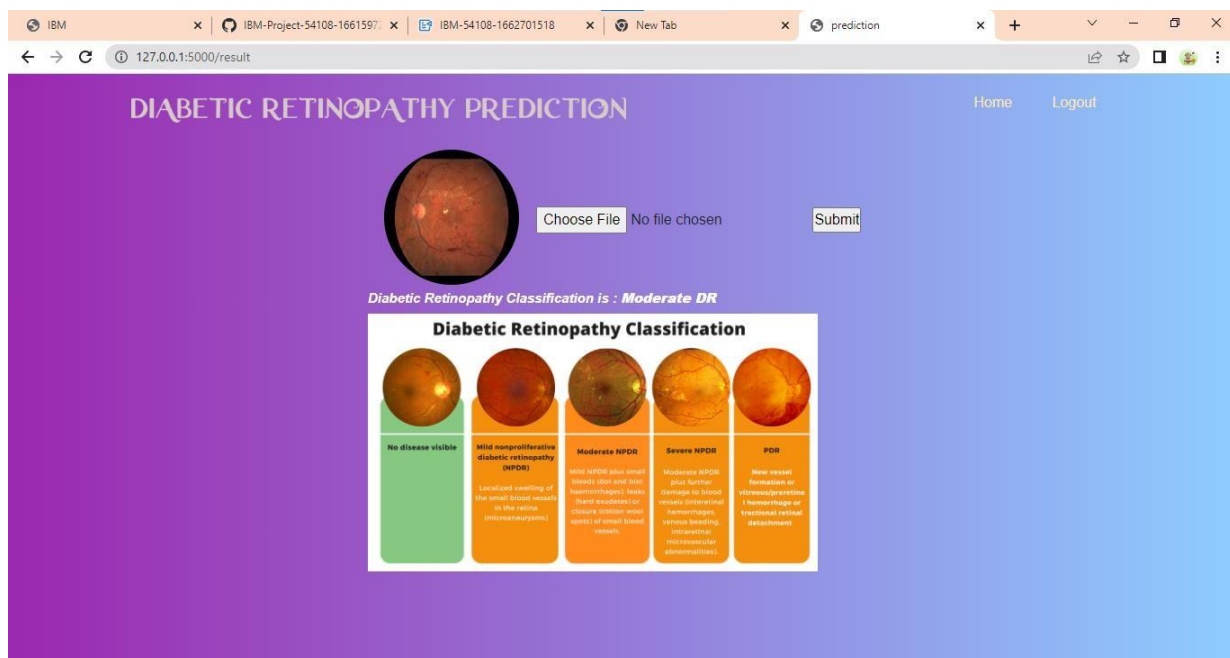 IBM
IBM-Project-54108-1661597
IBM-54108-1662701518
New Tab
prediction
127.0.0.1:5000/result
DIABETIC RETINOPATHY PREDICTION
Home
Logout
Choose File No file chosen
Submit
Diabetic Retinopathy Classification is : Moderate DR
Diabetic Retinopathy Classification
No disease visible
Mild nonproliferative
diabetic retinopathy
(NPDR)
Localized swelling of
the small blood vessels
in the retina
(microaneurysms)
Moderate NPDR
Mild NPDR plus small
bleeds (dot and blot
haemorrhages), leaks
(hard exudates) or
closure (cotton wool
spots) of small blood
vessels.
Severe NPDR
Moderate NPDR
plus further
damage to blood
vessels (interetinal
hemorrhages,
venous beading,
intraretinal
microvascular
abnormalities).
PDR
New vessel
formation or
vitreous/preretina
l hemorrhage or
tractional retinal
detachment